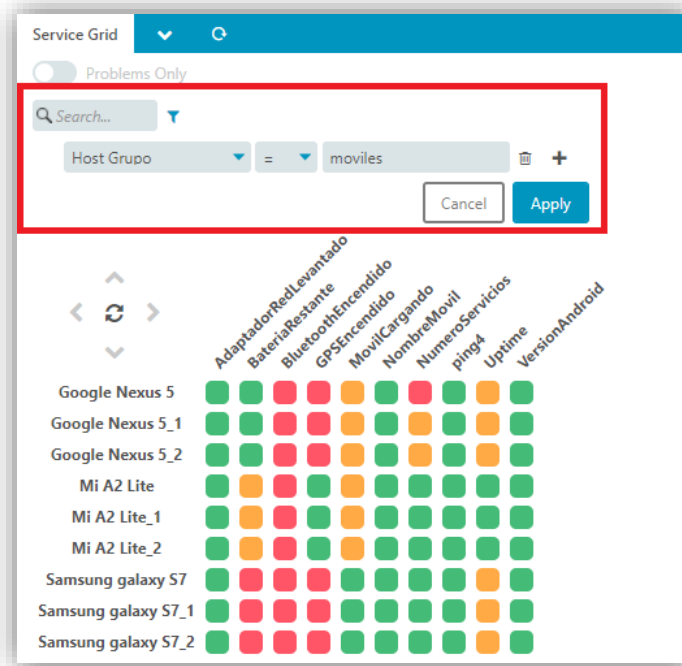 Service Grid
Problems Only
Search...
Host Grupo = moviles
Cancel Apply
AdaptadorRedLevantado
BateriaRestante
BluetoothEncendido
GPSEncendido
MovilCargando
NombreMovil
NumeroServicios
ping4
Uptime
VersionAndroid
Google Nexus 5
Google Nexus 5_1
Google Nexus 5_2
Mi A2 Lite
Mi A2 Lite_1
Mi A2 Lite_2
Samsung galaxy S7
Samsung galaxy S7_1
Samsung galaxy S7_2